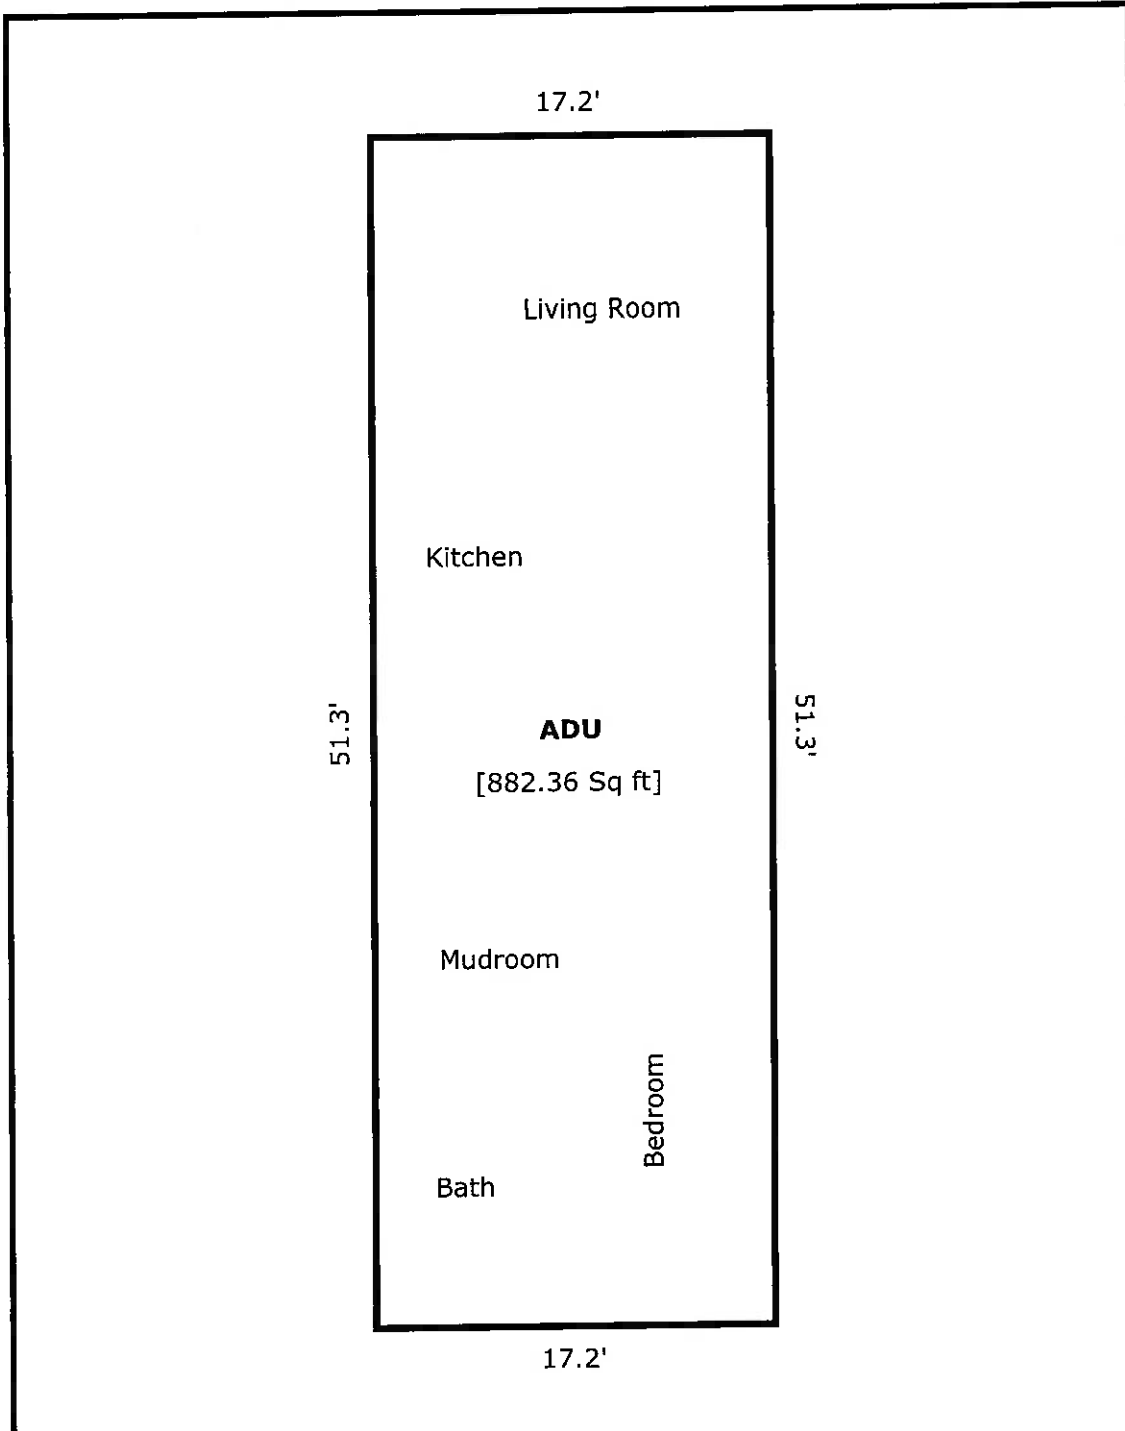 17.2'
Living Room
Kitchen
51.3'
51.3'
ADU
[882.36 Sq ft]
Mudroom
Bedroom
Bath
17.2'